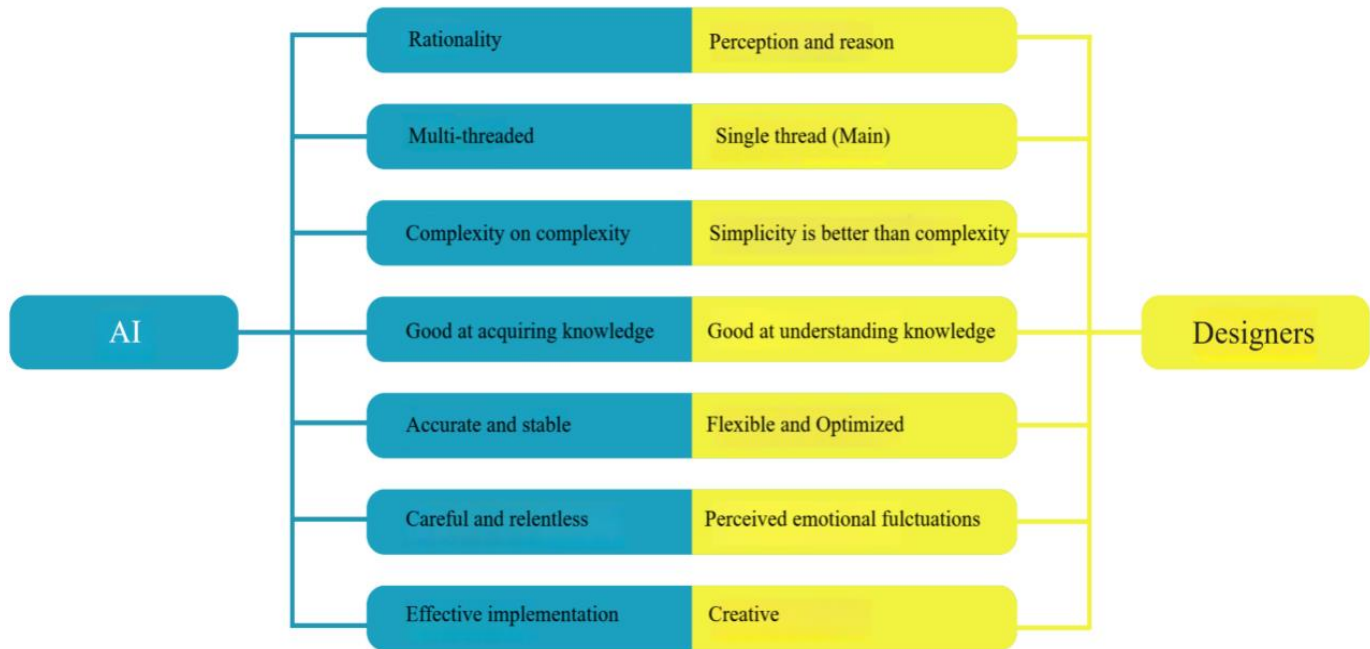 Rationality
Perception and reason
Multi-threaded
Single thread (Main)
Complexity on complexity
Simplicity is better than complexity
AI
Good at acquiring knowledge
Good at understanding knowledge
Designers
Accurate and stable
Flexible and Optimized
Careful and relentless
Perceived emotional fulctuations
Effective implementation
Creative